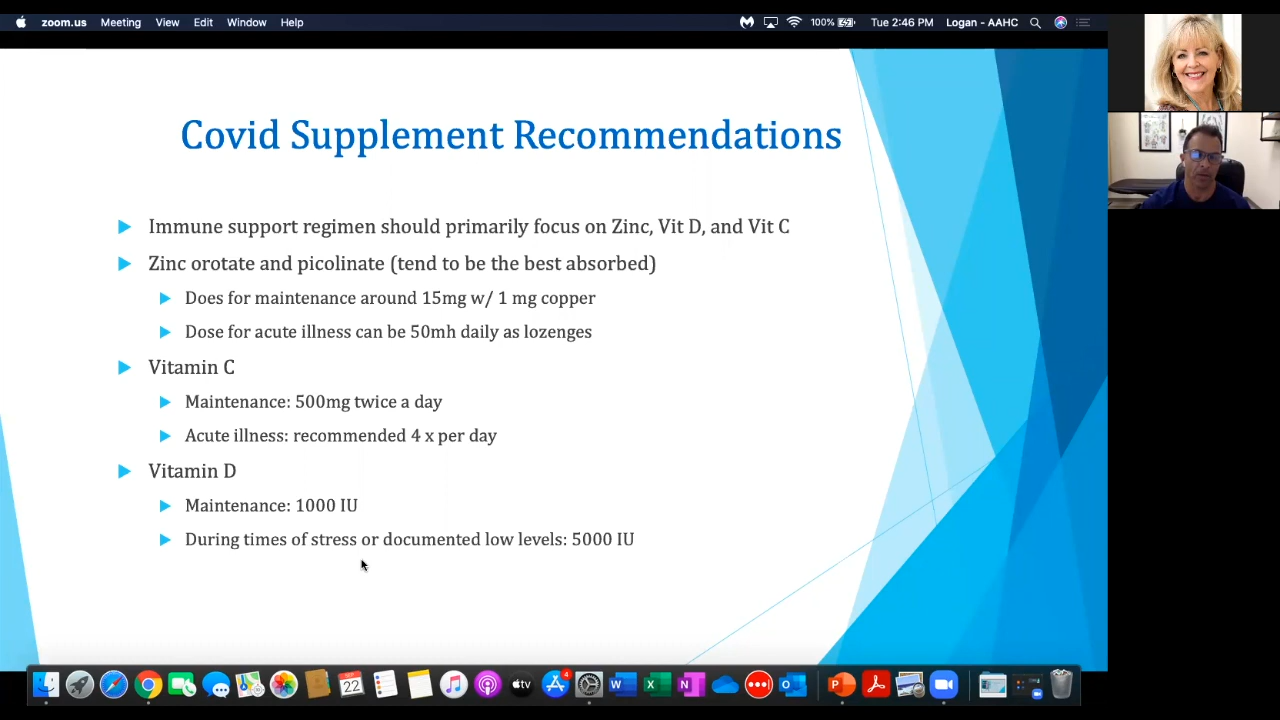 zoom.us Meeting View Edit Window Help 100% Tue 2:46 PM Logan - AAHC
Covid Supplement Recommendations
Immune support regimen should primarily focus on Zinc, Vit D, and Vit C
Zinc orotate and picolinate (tend to be the best absorbed)
Does for maintenance around 15mg w/ 1 mg copper
Dose for acute illness can be 50mh daily as lozenges
Vitamin C
Maintenance: 500mg twice a day
Acute illness: recommended 4 x per day
Vitamin D
Maintenance: 1000 IU
During times of stress or documented low levels: 5000 IU
22 tv 4 W X N O P